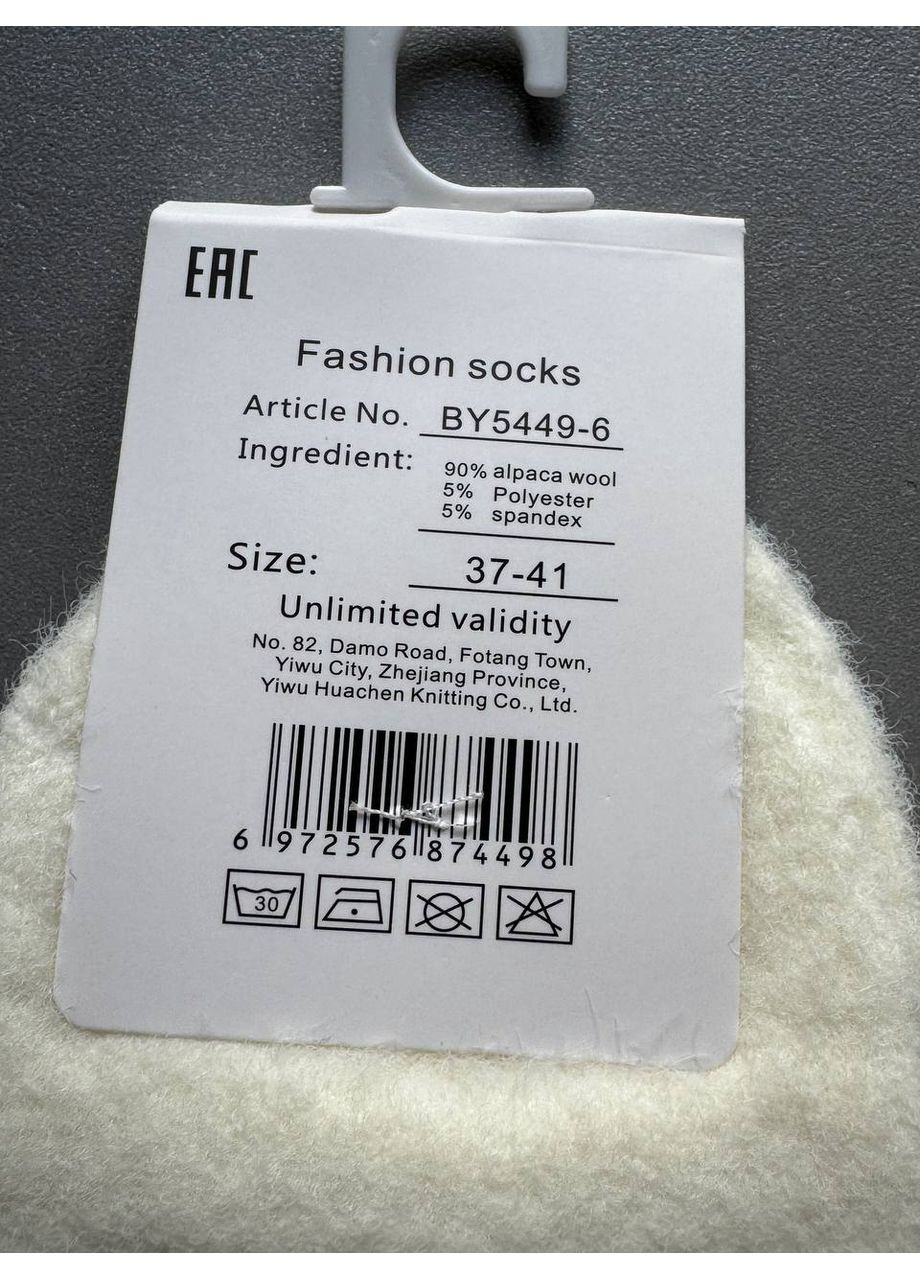 EAC
Fashion socks
Article No. BY5449-6
Ingredient: 90% alpaca wool
5% Polyester
5% spandex
Size: 37-41
Unlimited validity
No. 82, Damo Road, Fotang Town,
Yiwu City, Zhejiang Province,
Yiwu Huachen Knitting Co., Ltd.
6 972576 874498
30